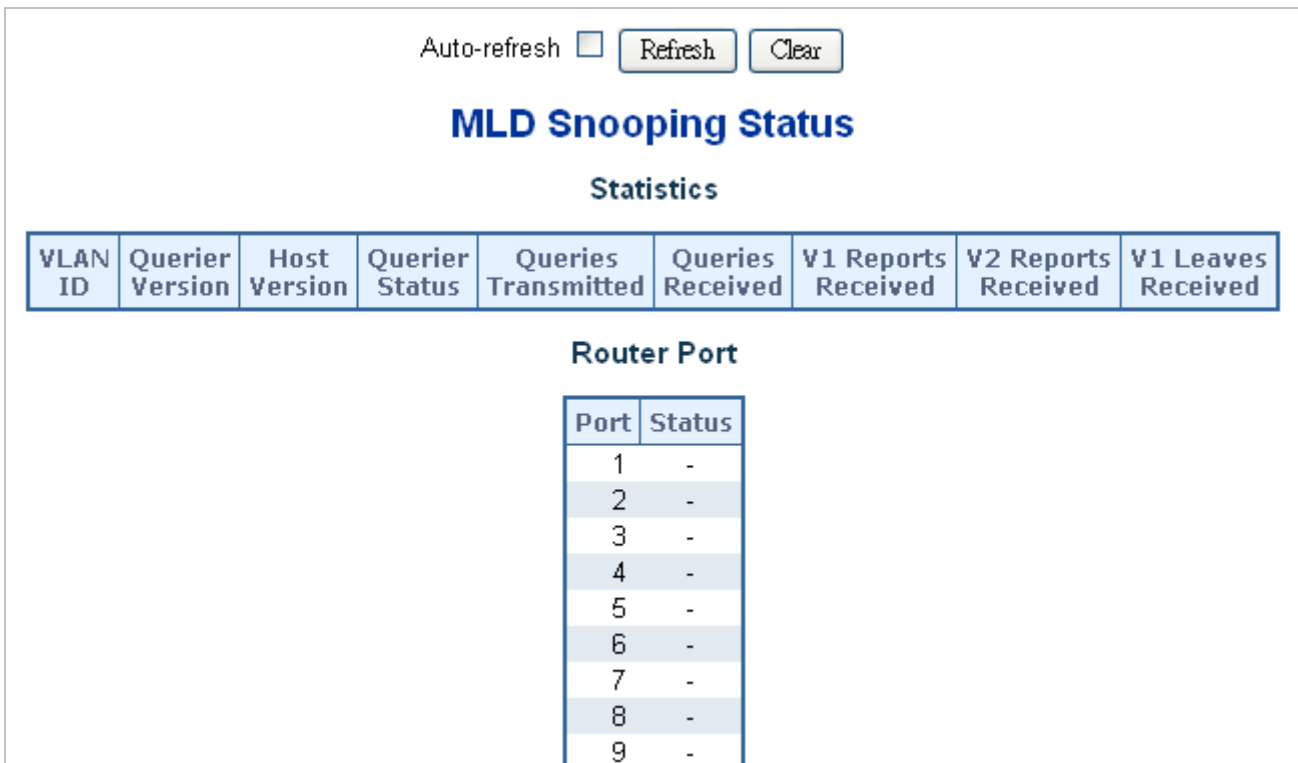 Auto-refresh Refresh Clear
MLD Snooping Status
Statistics
VLAN ID Querier Version Host Version Querier Status Queries Transmitted Queries Received V1 Reports Received V2 Reports Received V1 Leaves Received
Router Port
Port Status
1 -
2 -
3 -
4 -
5 -
6 -
7 -
8 -
9 -